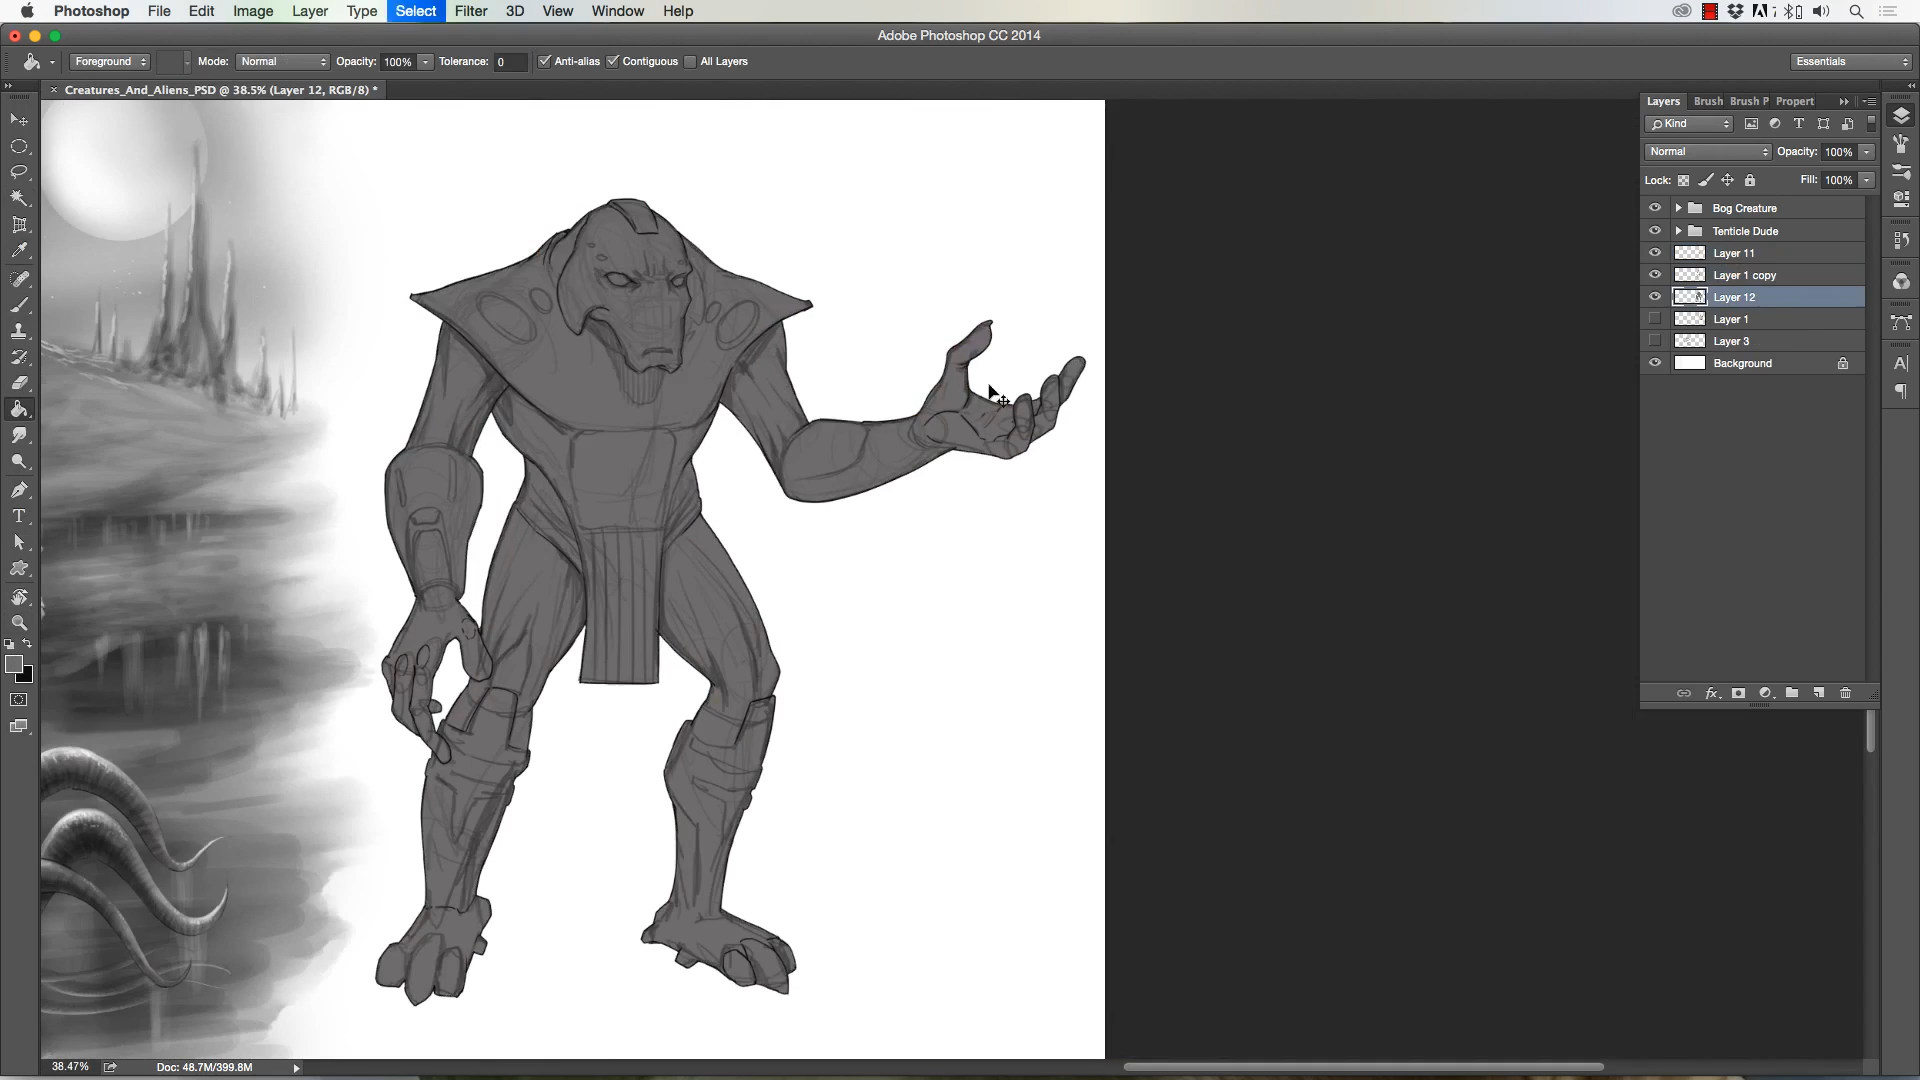 Photoshop File Edit Image Layer Type Select Filter 3D View Window Help
Adobe Photoshop CC 2014
Foreground Mode: Normal Opacity: 100% Tolerance: 0 Anti-alias Contiguous All Layers Essentials
Creatures_And_Aliens_PSD @ 38.5% (Layer 12, RGB/8) *
Layers Brush Brush P Propert
Kind
Normal Opacity: 100%
Lock: Fill: 100%
Bog Creature
Tenticle Dude
Layer 11
Layer 1 copy
Layer 12
Layer 1
Layer 3
Background
38.47% Doc: 48.7M/399.8M